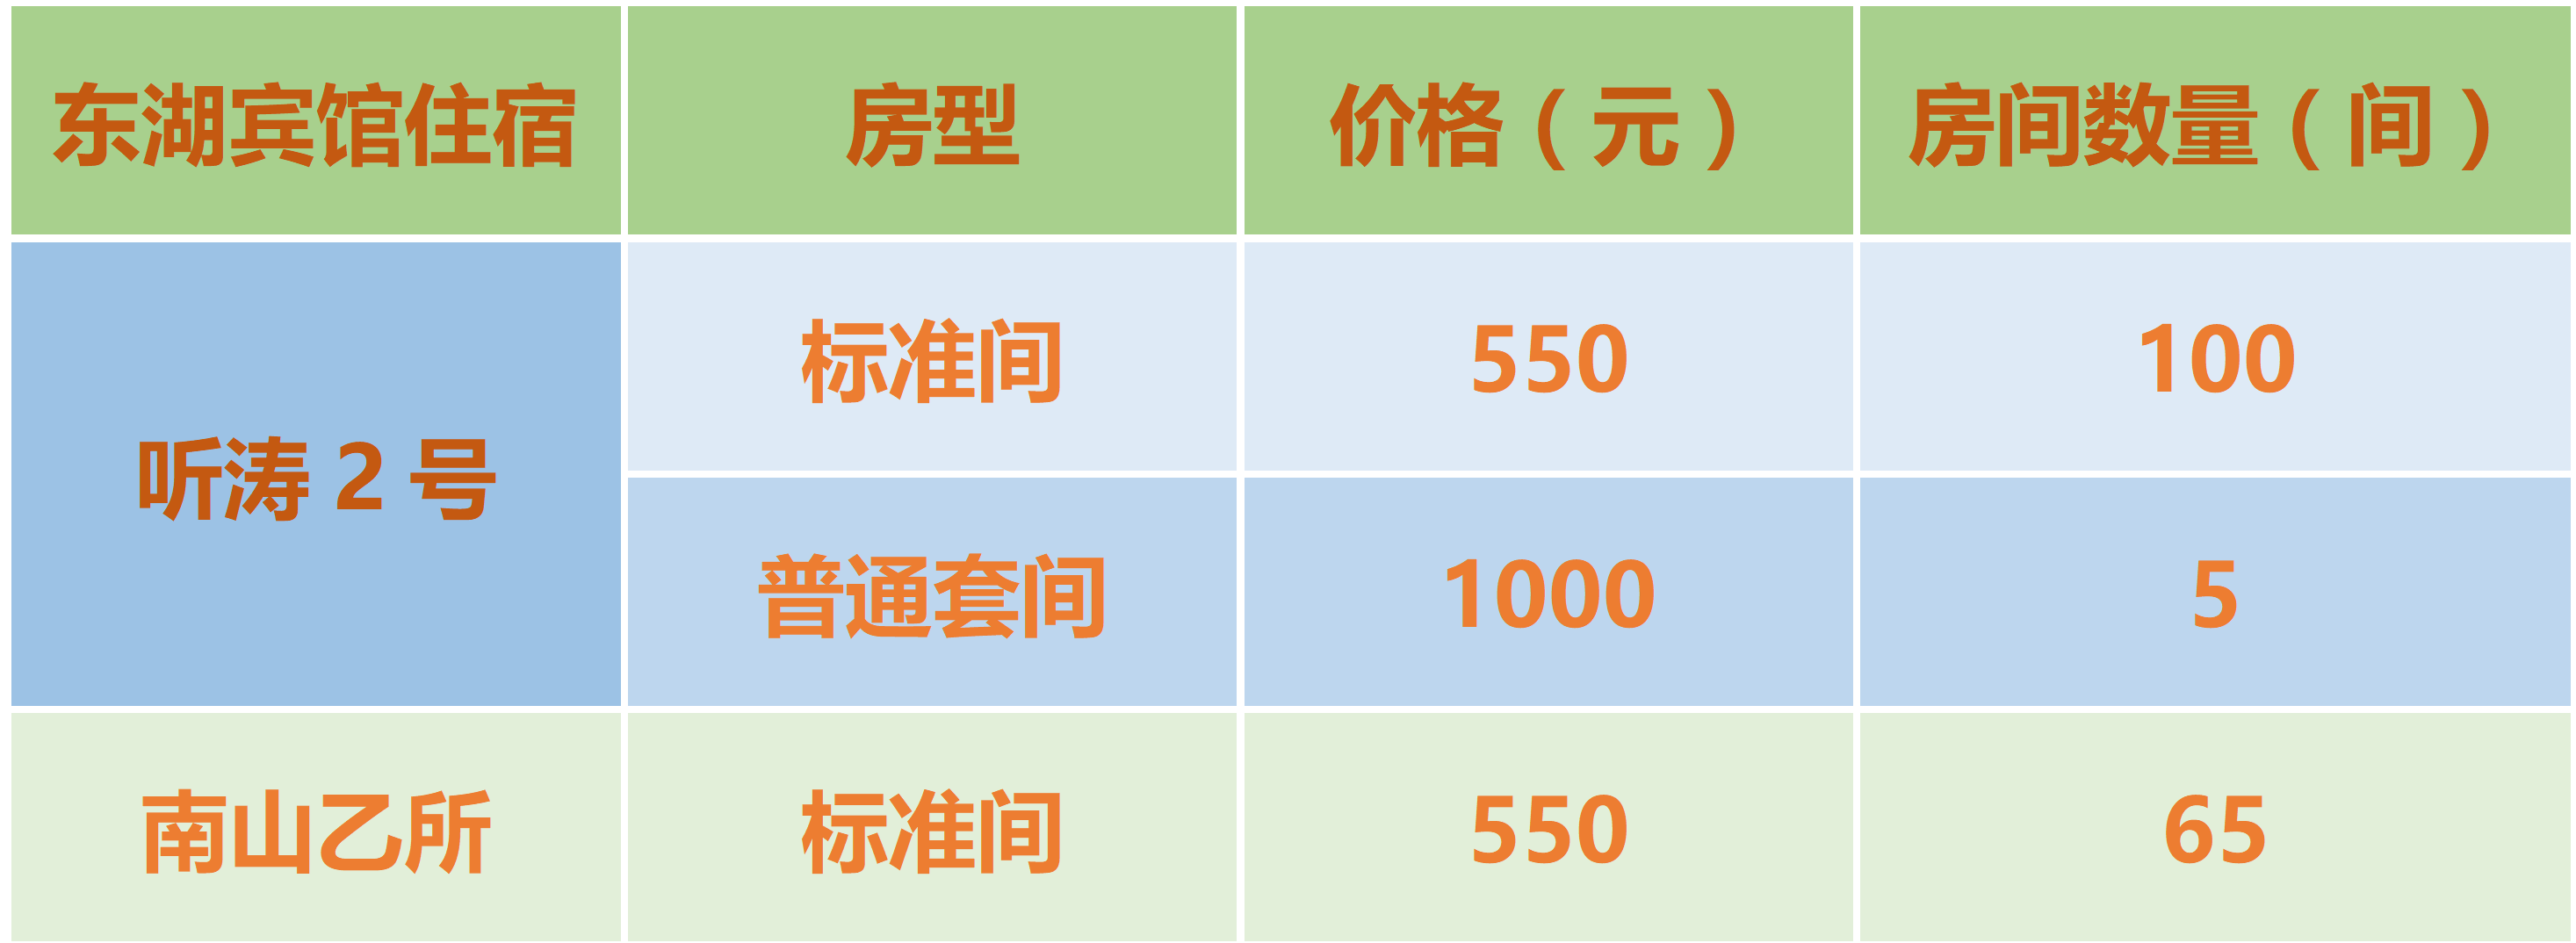 东湖宾馆住宿 房型 价格(元) 房间数量(间)
听涛 2 号 标准间 550 100
普通套间 1000 5
南山乙所 标准间 550 65